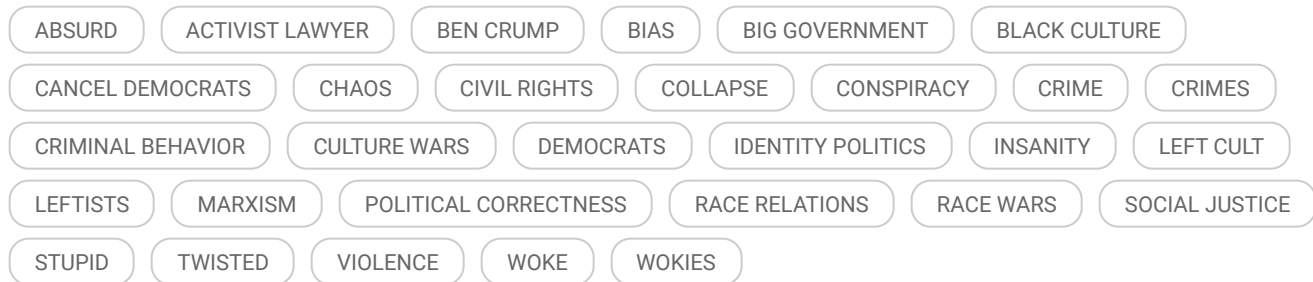 ABSURD ACTIVIST LAWYER BEN CRUMP BIAS BIG GOVERNMENT BLACK CULTURE
CANCEL DEMOCRATS CHAOS CIVIL RIGHTS COLLAPSE CONSPIRACY CRIME CRIMES
CRIMINAL BEHAVIOR CULTURE WARS DEMOCRATS IDENTITY POLITICS INSANITY LEFT CULT
LEFTISTS MARXISM POLITICAL CORRECTNESS RACE RELATIONS RACE WARS SOCIAL JUSTICE
STUPID TWISTED VIOLENCE WOKE WOKIES